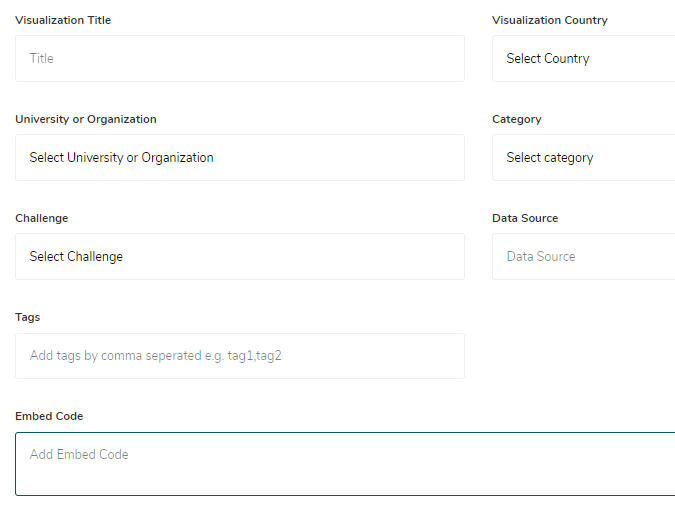 Visualization Title
Visualization Country
Title
Select Country
University or Organization
Category
Select University or Organization
Select category
Challenge
Data Source
Select Challenge
Data Source
Tags
Add tags by comma seperated e.g. tag1,tag2
Embed Code
Add Embed Code